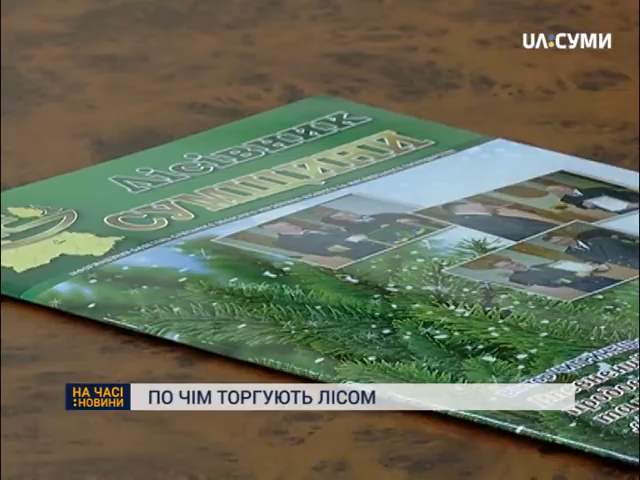 UA:СУМИ
ЛІСІВНИК
СУМЩИНИ
НА ЧАСІ
:НОВИНИ
ПО ЧІМ ТОРГУЮТЬ ЛІСОМ